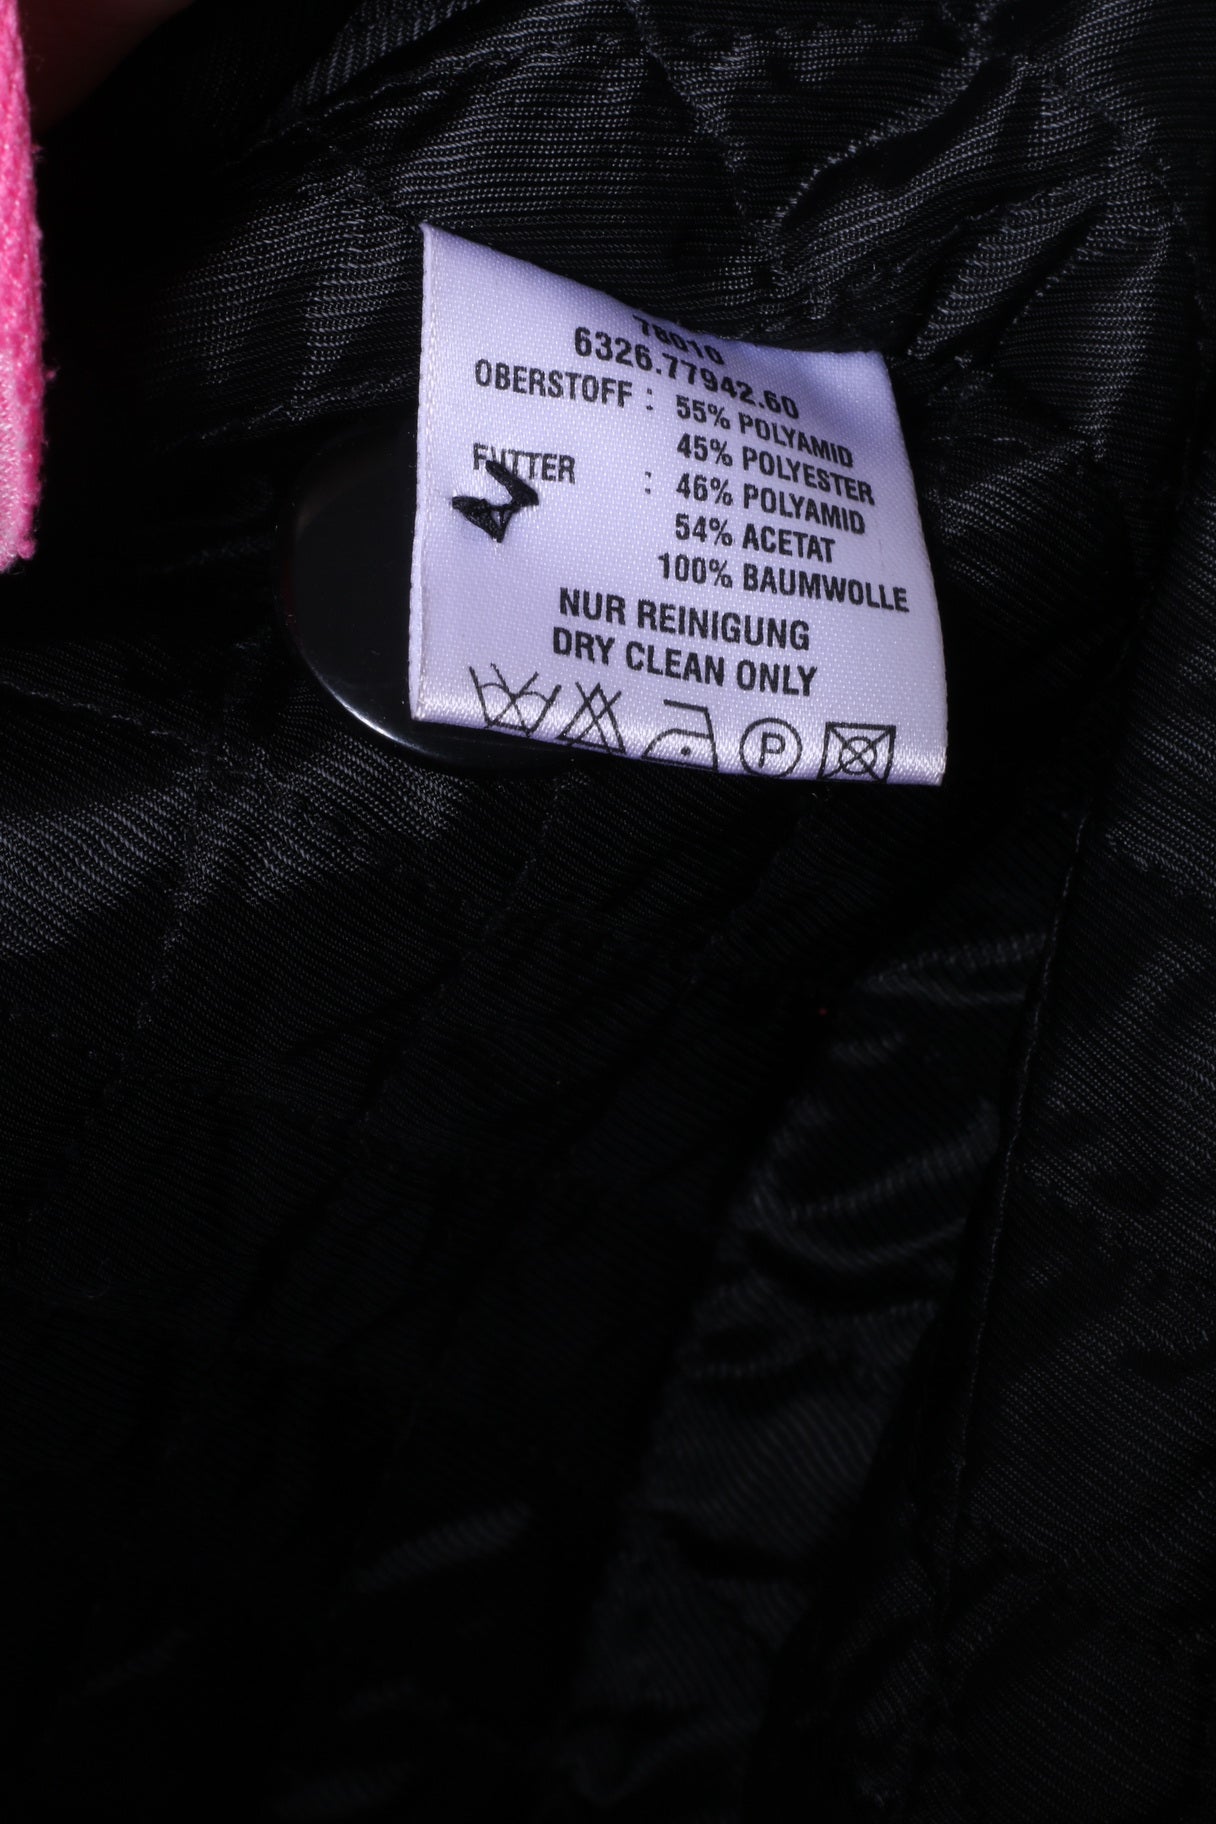 78010
6326.77942.60
OBERSTOFF : 55% POLYAMID
45% POLYESTER
FUTTER : 46% POLYAMID
54% ACETAT
100% BAUMWOLLE
NUR REINIGUNG
DRY CLEAN ONLY
P